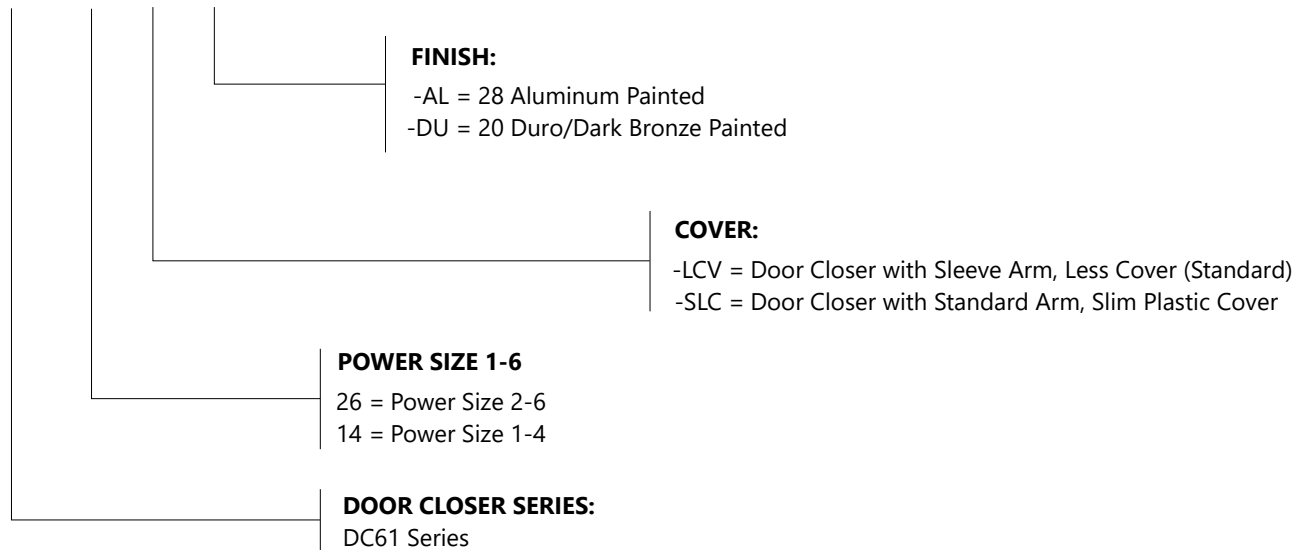 FINISH:
-AL = 28 Aluminum Painted
-DU = 20 Duro/Dark Bronze Painted
COVER:
-LCV = Door Closer with Sleeve Arm, Less Cover (Standard)
-SLC = Door Closer with Standard Arm, Slim Plastic Cover
POWER SIZE 1-6
26 = Power Size 2-6
14 = Power Size 1-4
DOOR CLOSER SERIES:
DC61 Series